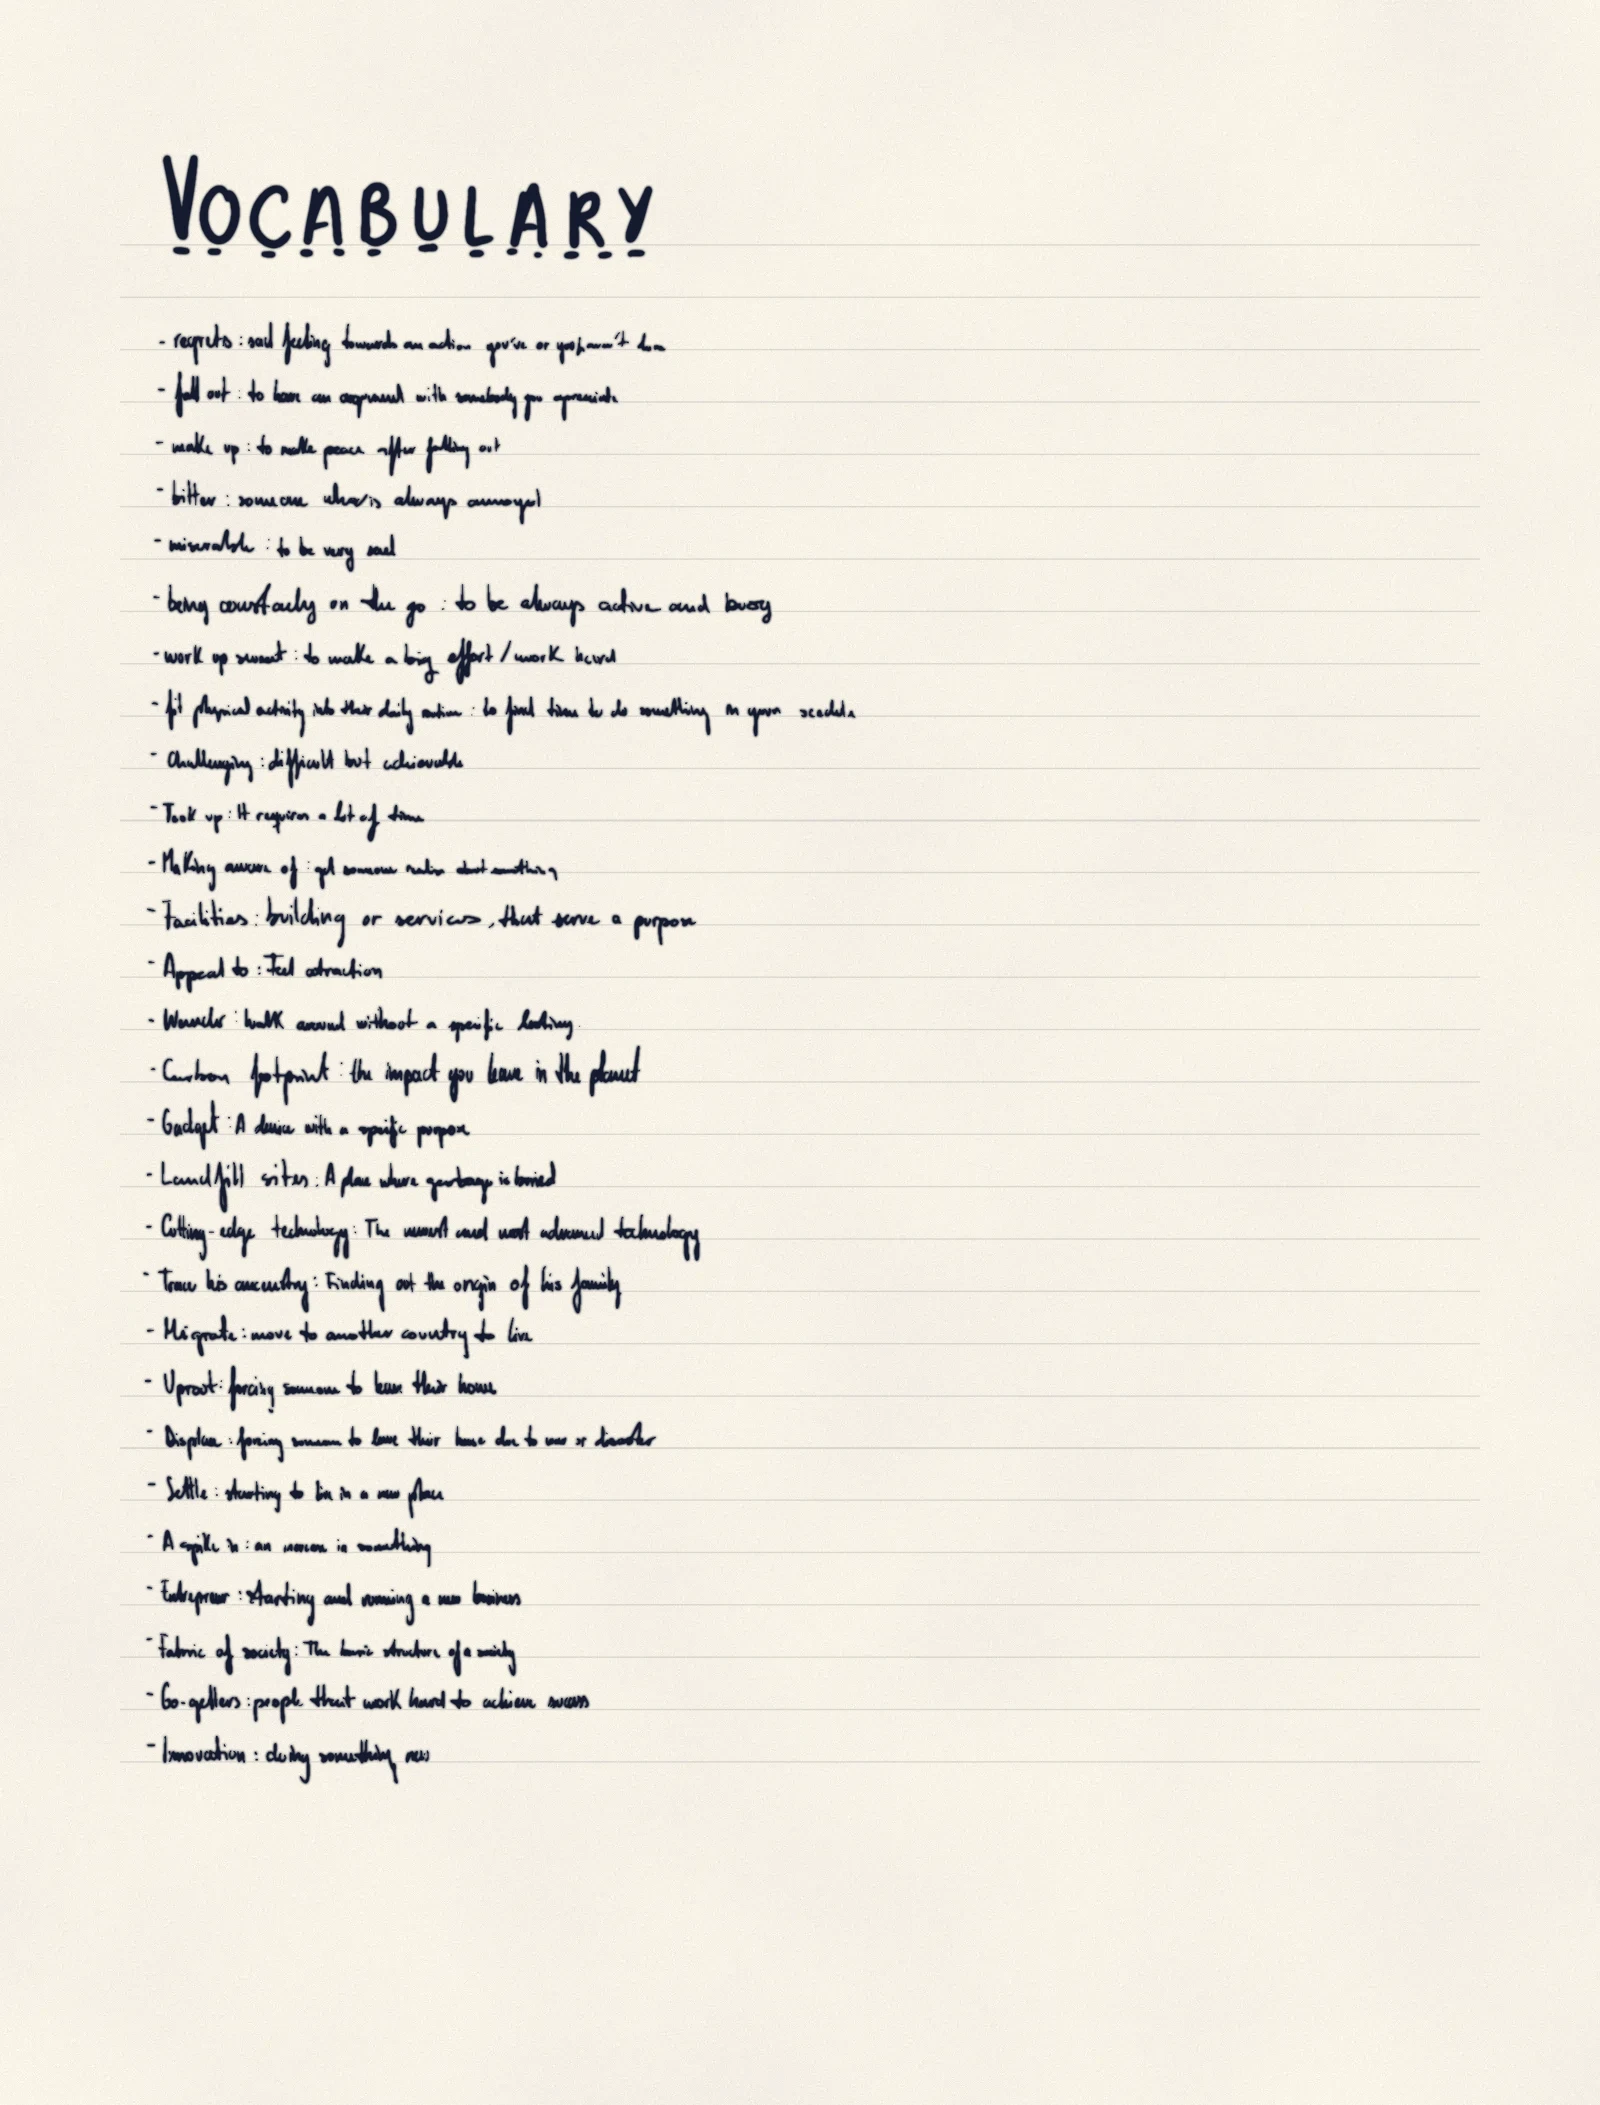 VOCABULARY
- regrets : sad feeling towards an action you've or you haven't done
- fall out : to have an argument with somebody you apreciate
- make up : to make peace after falling out
- bitter : someone who is always annoyed
- miserable : to be very sad
- being constantly on the go : to be always active and busy
- work up sweat : to make a big effort / work hard
- fit physical activity into their daily routine : to find time to do something in your
- Challenging : difficult but achievable
- Took up : It requires a lot of time
- Making aware of : get someone realise about something
- Facilities : building or services, that serve a purpose
- Appeal to : Feel atraction
- Wander : walk around without a specific
- Carbon footprint : the impact you leave in the planet
- Gadget : A device with a specific purpose
- Landfill sites : A place where garbage is buried
- Cutting-edge technology : The newest and most advanced technology
- Trace his ancestry : Finding out the origin of his family
- Migrate : move to another country to live
- Uproot : forcing someone to leave their home
- Displace : forcing someone to leave their home due to war or disaster
- Settle : starting to live in a new place
- A spike in : an increase in something
- : starting and running a new business
- Fabric of society : The basic structure of a society
- Go-getters : people that work hard to achieve success
- Innovation : doing something new